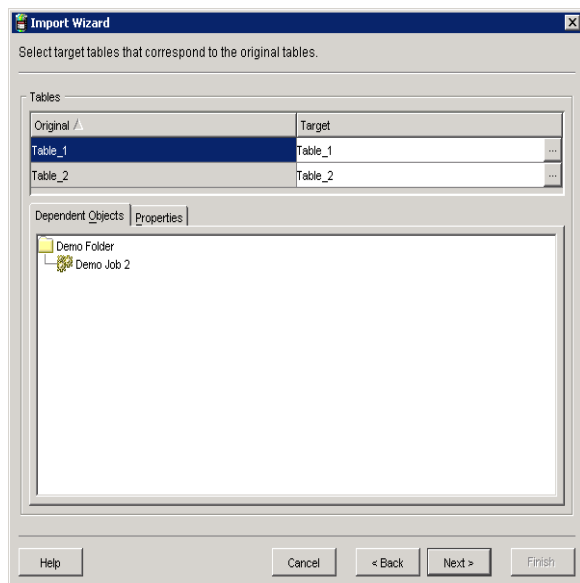 Import Wizard
Select target tables that correspond to the original tables.
Tables
Original Target
Table_1 Table_1 ...
Table_2 Table_2 ...
Dependent Objects Properties
Demo Folder
Demo Job 2
Help Cancel < Back Next > Finish